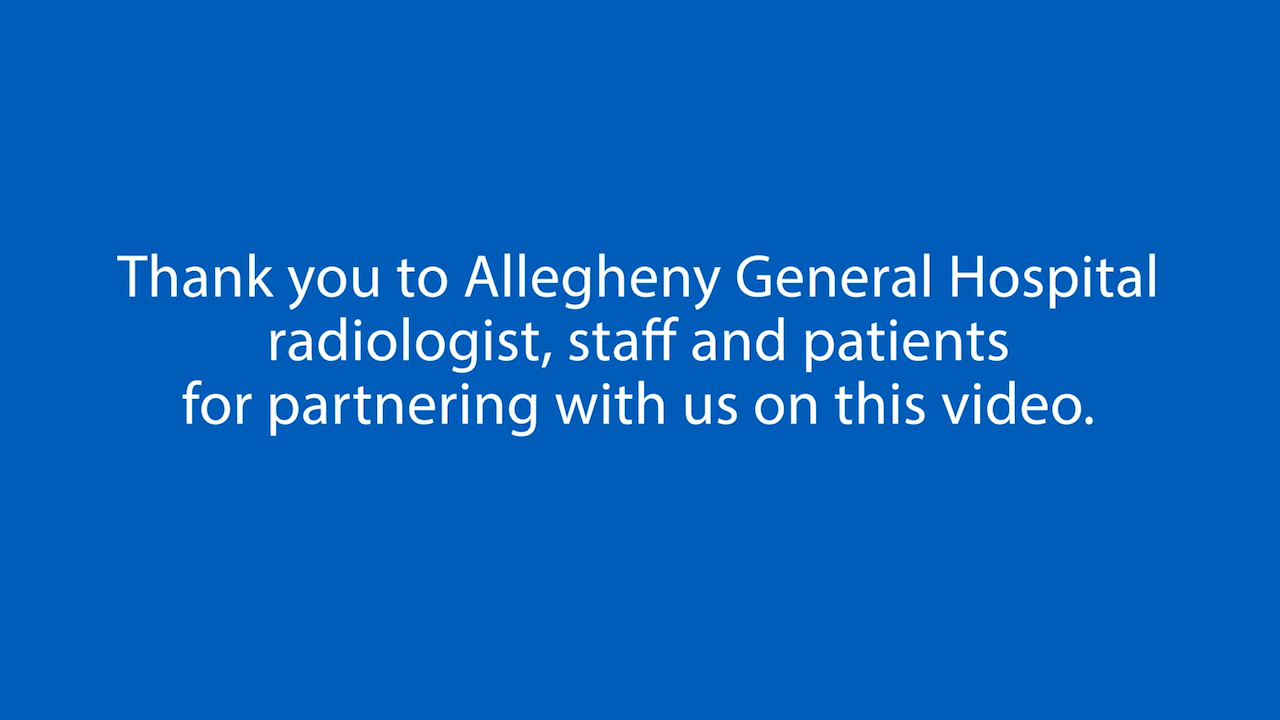 Thank you to Allegheny General Hospital
radiologist, staff and patients
for partnering with us on this video.